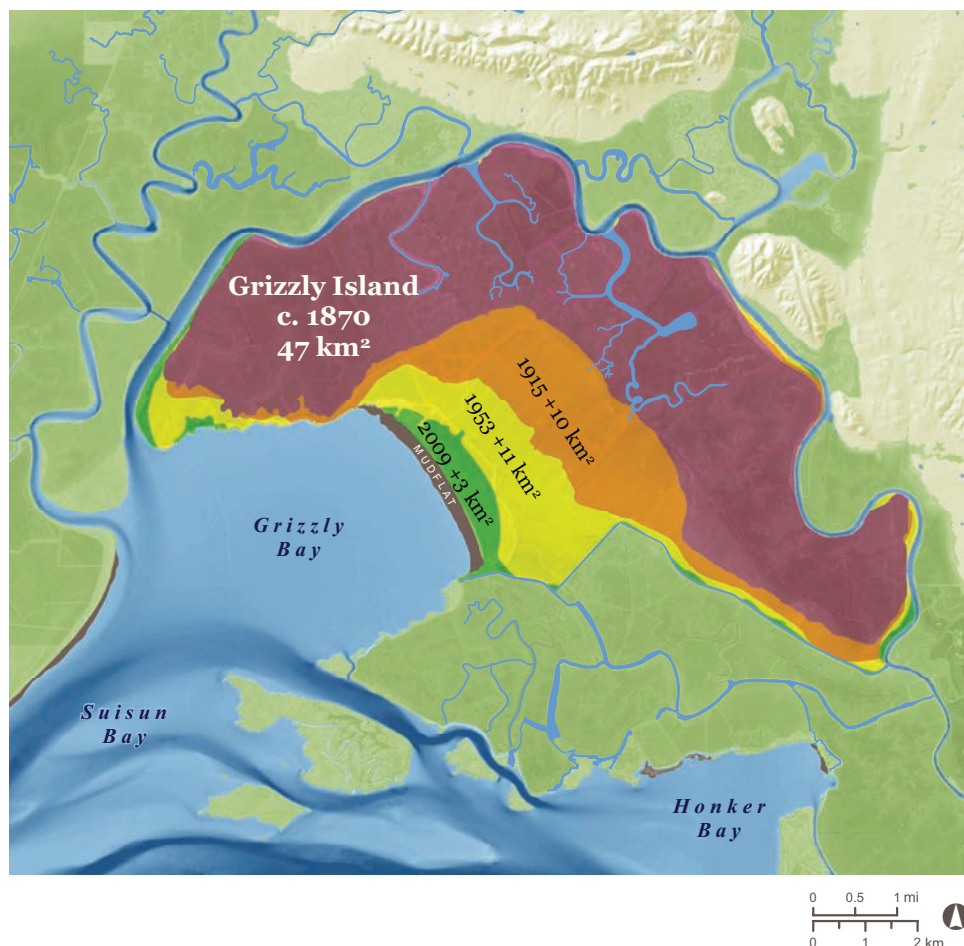 Grizzly Island
c. 1870
47 km²
1915 +10 km²
1953 +11 km²
2009 +3 km²
MUDFLAT
Grizzly
Bay
Suisun
Bay
Honker
Bay
0 0.5 1 mi
0 1 2 km